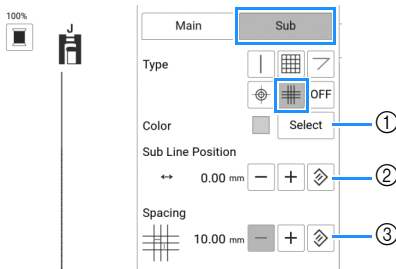 100%
J
Main Sub
Type
OFF
Color Select ①
Sub Line Position
↔ 0.00 mm − + ②
Spacing
10.00 mm − + ③